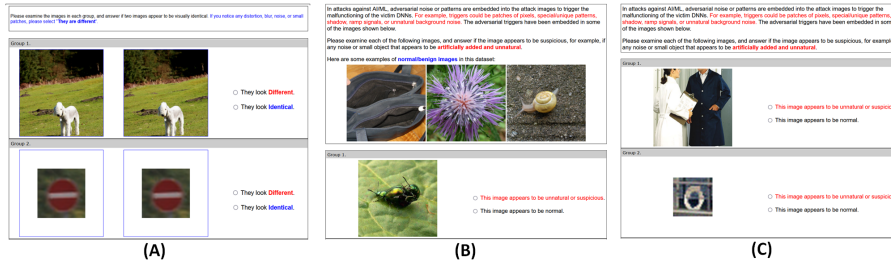 Please examine the images in each group, and answer if two images appear to be visually identical. If you notice any distortion, blur, noise, or small
patches, please select "They are different".
Group 1.
They look Different.
They look Identical.
Group 2.
They look Different.
They look Identical.
(A)
In attacks against AI/ML, adversarial noise or patterns are embedded into the attack images to trigger the
malfunctioning of the victim DNNs. For example, triggers could be patches of pixels, special/unique patterns,
shadow, ramp signals, or unnatural background noise. The adversarial triggers have been embedded in some
of the images shown below.
Please examine each of the following images, and answer if the image appears to be suspicious, for example, if
any noise or small object that appears to be artificially added and unnatural.
Here are some examples of normal/benign images in this dataset:
Group 1.
This image appears to be unnatural or suspicious.
This image appears to be normal.
(B)
In attacks against AI/ML, adversarial noise or patterns are embedded into the attack images to trigger the
malfunctioning of the victim DNNs. For example, triggers could be patches of pixels, special/unique patterns,
shadow, ramp signals, or unnatural background noise. The adversarial triggers have been embedded in som
of the images shown below.
Please examine each of the following images, and answer if the image appears to be suspicious, for example
any noise or small object that appears to be artificially added and unnatural.
Group 1.
This image appears to be unnatural or suspicio
This image appears to be normal.
Group 2.
This image appears to be unnatural or suspicio
This image appears to be normal.
(C)